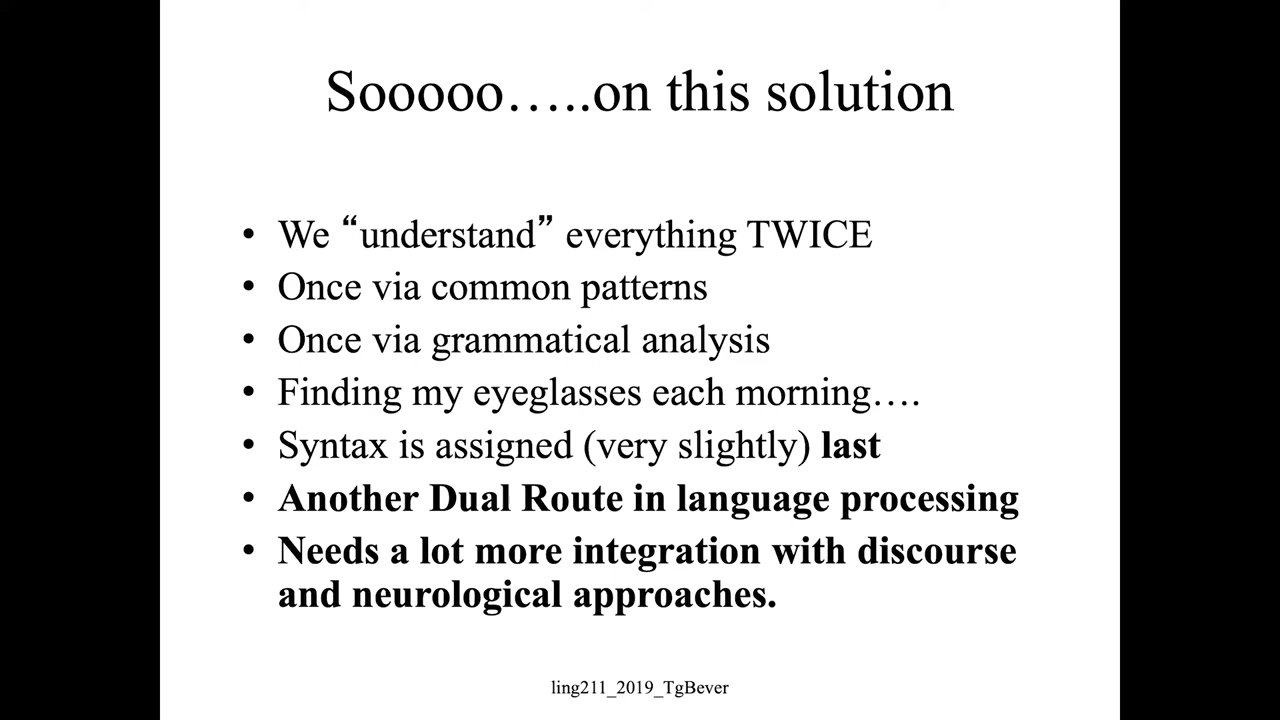 Sooooo…..on this solution
• We “understand” everything TWICE
• Once via common patterns
• Once via grammatical analysis
• Finding my eyeglasses each morning….
• Syntax is assigned (very slightly) last
• Another Dual Route in language processing
• Needs a lot more integration with discourse
and neurological approaches.
ling211_2019_TgBever